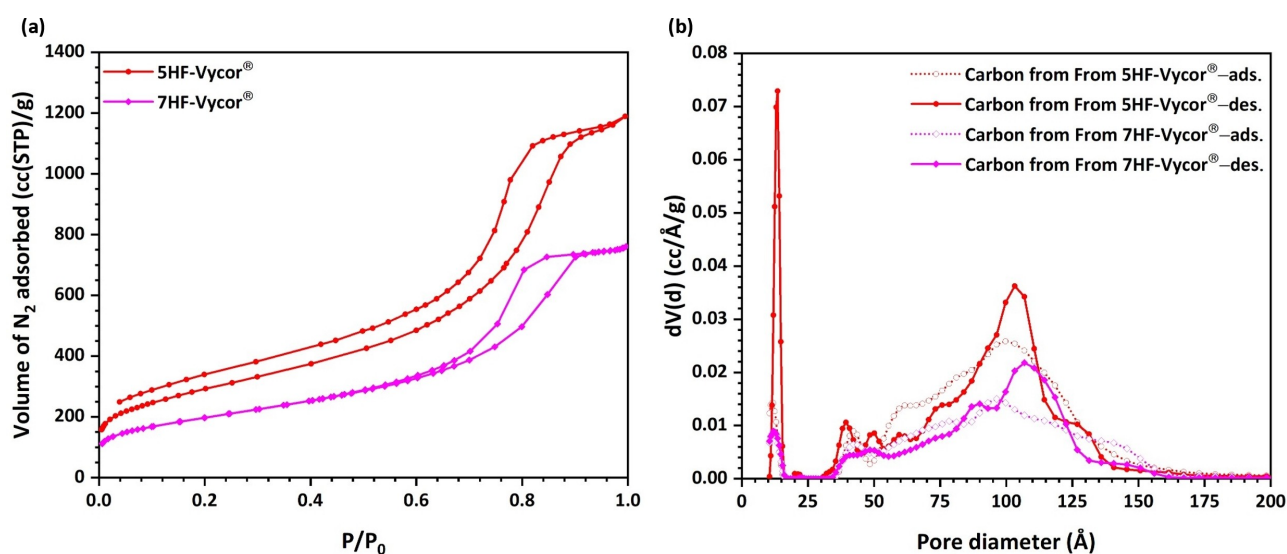 (a)
1400
1200
1000
800
600
400
200
0
Volume of N₂ adsorbed (cc(STP)/g)
5HF-Vycor®
7HF-Vycor®
0.0 0.2 0.4 0.6 0.8 1.0
P/P₀
(b)
0.08
0.07
0.06
0.05
0.04
0.03
0.02
0.01
0.00
dV(d) (cc/Å/g)
Carbon from From 5HF-Vycor®–ads.
Carbon from From 5HF-Vycor®–des.
Carbon from From 7HF-Vycor®–ads.
Carbon from From 7HF-Vycor®–des.
0 25 50 75 100 125 150 175 200
Pore diameter (Å)